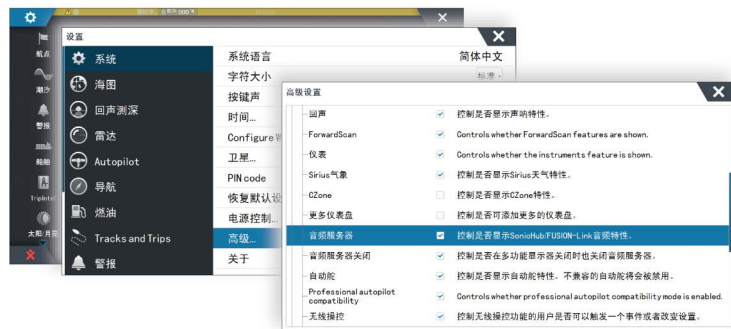 设置
航点
潮汐
警报
船舶
太阳/月亮
设置
系统
海图
回声测深
雷达
Autopilot
导航
燃油
Tracks and Trips
警报
系统语言 简体中文
字符大小 标准
按键声
时间...
Configure
卫星...
PIN code
恢复默认设
电源控制...
高级...
关于
高级设置
回声 控制是否显示声呐特性。
ForwardScan Controls whether ForwardScan features are shown.
仪表 Controls whether the instruments feature is shown.
Sirius气象 控制是否显示Sirius天气特性。
CZone 控制是否显示CZone特性。
更多仪表盘 控制是否可添加更多的仪表盘。
音频服务器 控制是否显示SonicHub/FUSION-Link音频特性。
音频服务器关闭 控制是否在多功能显示器关闭时也关闭音频服务器。
自动舵 控制是否显示自动舵特性。不兼容的自动舵将会被禁用。
Professional autopilot
compatibility Controls whether professional autopilot compatibility mode is enabled.
无线操控 控制无线操控功能的用户是否可以触发一个事件或者改变设置。